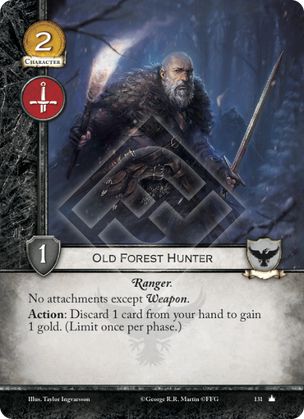 2
CHARACTER
1
OLD FOREST HUNTER
Ranger.
No attachments except Weapon.
Action: Discard 1 card from your hand to gain
1 gold. (Limit once per phase.)
Illus. Taylor Ingvarsson ©George R.R. Martin ©FFG 131